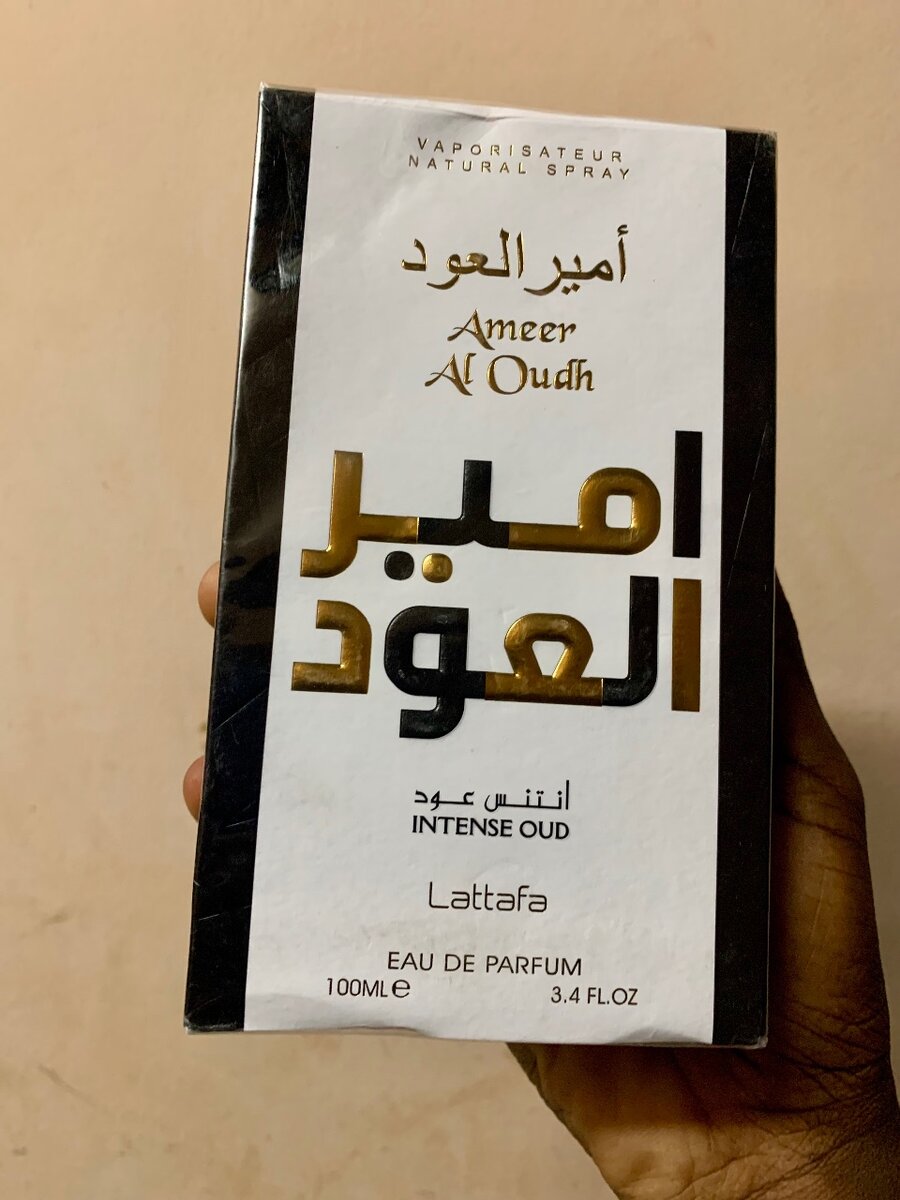 VAPORISATEUR
NATURAL SPRAY
أمير العود
Ameer
Al Oudh
امير
العود
انتنس عود
INTENSE OUD
Lattafa
EAU DE PARFUM
100MLe 3.4 FL.OZ